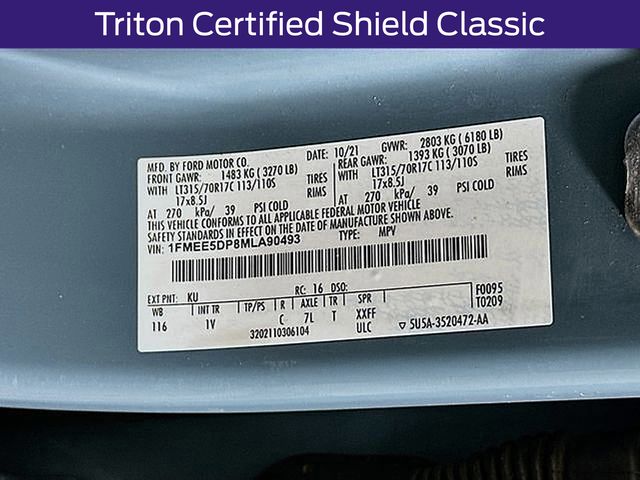 Triton Certified Shield Classic
MFD. BY FORD MOTOR CO. DATE: 10/21 GVWR: 2803 KG ( 6180 LB)
FRONT GAWR: 1483 KG ( 3270 LB) REAR GAWR: 1393 KG ( 3070 LB)
WITH LT315/70R17C 113/110S TIRES WITH LT315/70R17C 113/110S TIRES
17x8.5J RIMS 17x8.5J RIMS
AT 270 kPa/ 39 PSI COLD AT 270 kPa/ 39 PSI COLD
THIS VEHICLE CONFORMS TO ALL APPLICABLE FEDERAL MOTOR VEHICLE
SAFETY STANDARDS IN EFFECT ON THE DATE OF MANUFACTURE SHOWN ABOVE.
VIN: 1FMEE5DP8MLA90493 TYPE: MPV
EXT PNT: KU RC: 16 DSO: F0095
WB INT TR TP/PS R AXLE TR SPR T0209
116 1V C 7L T XXFF
3202110306104 ULC ▽ 5U5A-3520472-AA